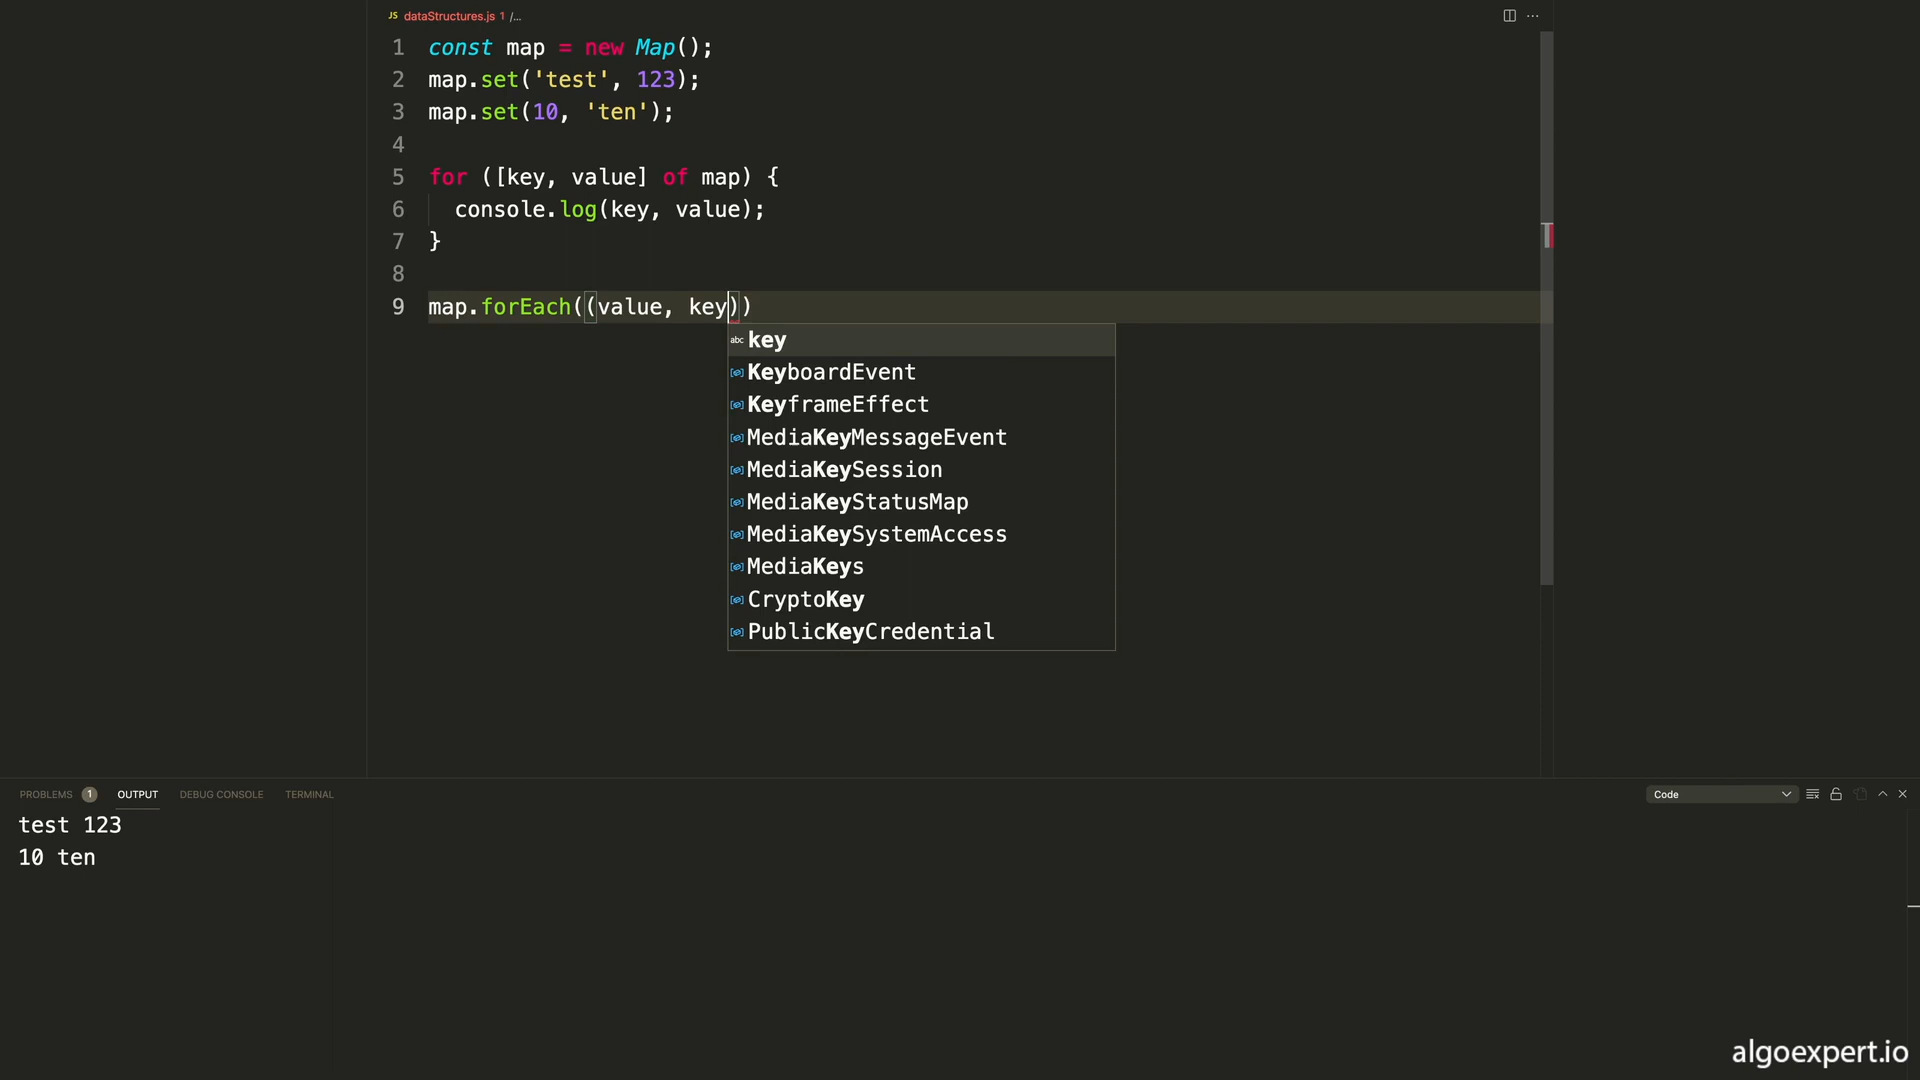 JS dataStructures.js 1 /...
1 const map = new Map();
2 map.set('test', 123);
3 map.set(10, 'ten');
4
5 for ([key, value] of map) {
6   console.log(key, value);
7 }
8
9 map.forEach((value, key))
abc key
KeyboardEvent
KeyframeEffect
MediaKeyMessageEvent
MediaKeySession
MediaKeyStatusMap
MediaKeySystemAccess
MediaKeys
CryptoKey
PublicKeyCredential
PROBLEMS 1 OUTPUT DEBUG CONSOLE TERMINAL Code
test 123
10 ten
algoexpert.io